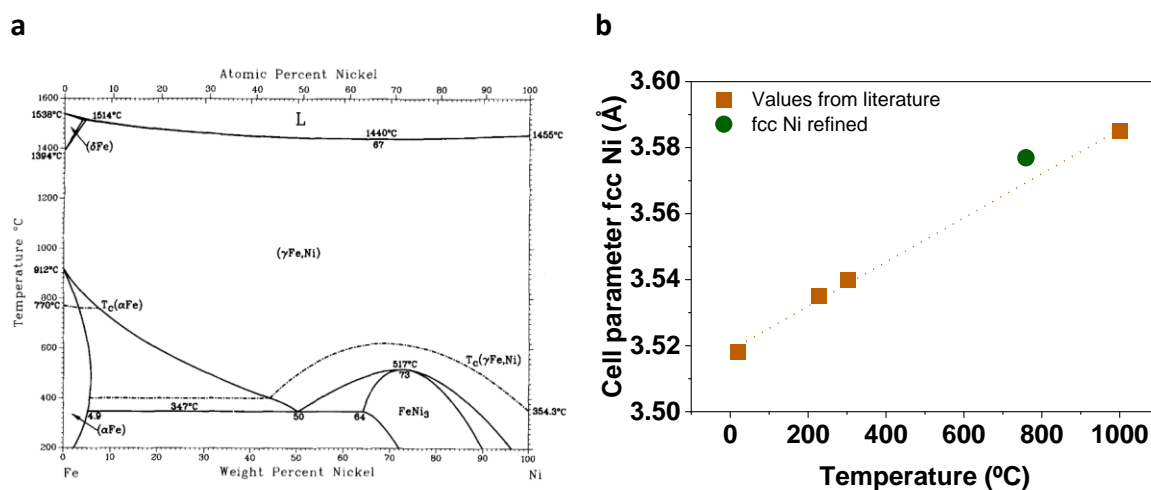 a
Atomic Percent Nickel
0 10 20 30 40 50 60 70 80 90 100
1600
1400
1200
1000
800
600
400
200
Temperature °C
1538°C
1514°C
L
1440°C
67
1455°C
(δFe)
1394°C
(γFe,Ni)
912°C
770°C
TC(αFe)
TC(γFe,Ni)
517°C
73
347°C
4.9
50
64
FeNi3
354.3°C
(αFe)
0 10 20 30 40 50 60 70 80 90 100
Fe
Weight Percent Nickel
Ni
b
3.60
3.58
3.56
3.54
3.52
3.50
Cell parameter fcc Ni (Å)
Values from literature
fcc Ni refined
0 200 400 600 800 1000
Temperature (ºC)